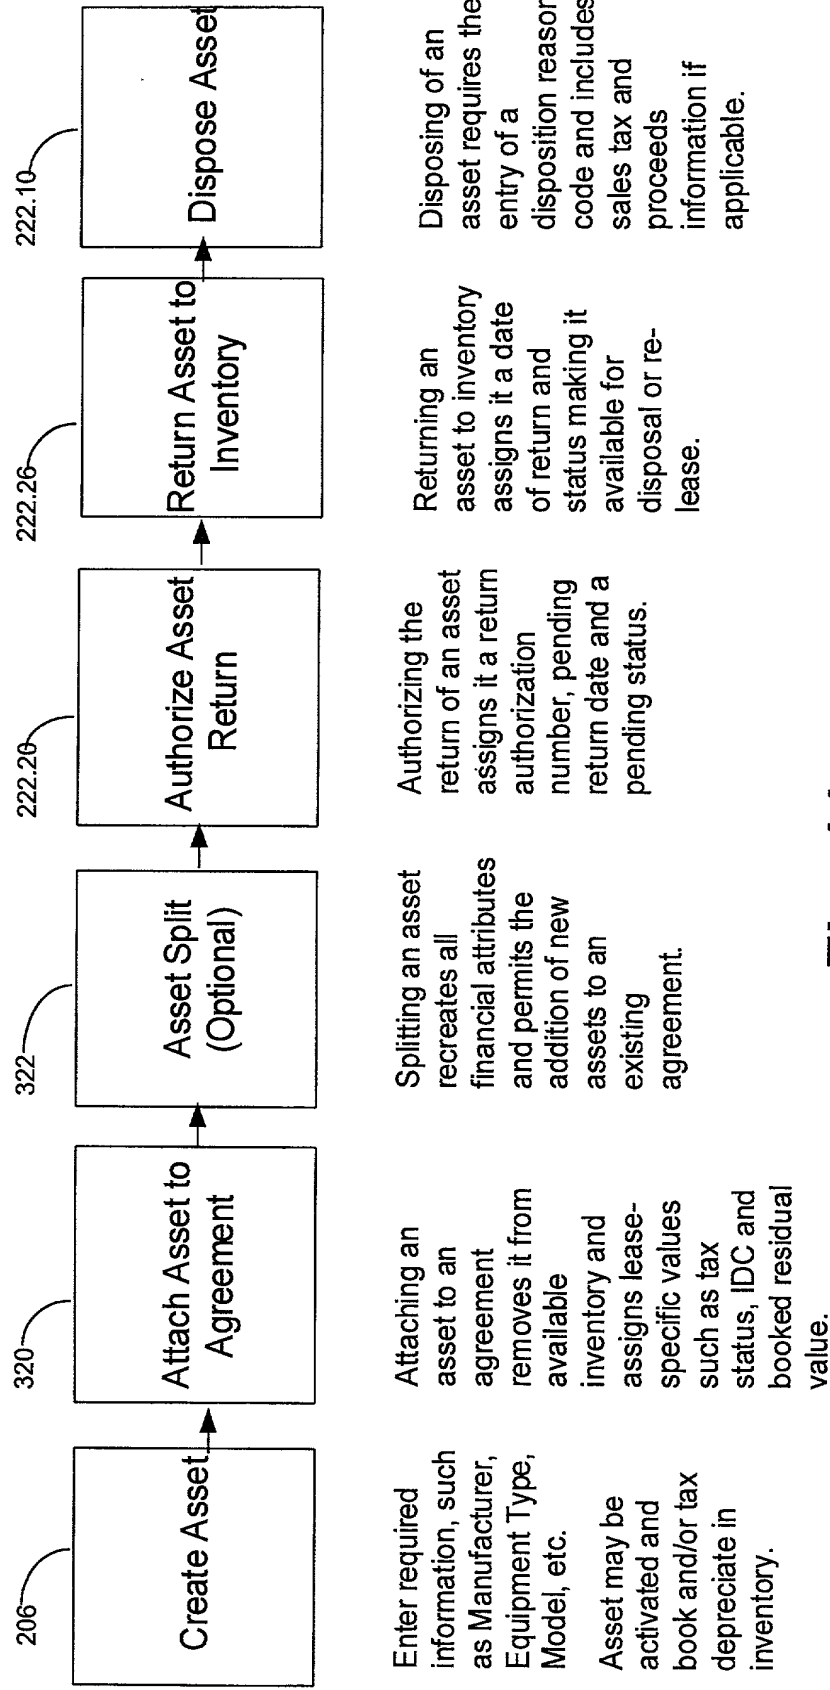 206
Create Asset
Enter required
information, such
as Manufacturer,
Equipment Type,
Model, etc.
Asset may be
activated and
book and/or tax
depreciate in
inventory.
320
Attach Asset to
Agreement
Attaching an
asset to an
agreement
removes it from
available
inventory and
assigns lease-
specific values
such as tax
status, IDC and
booked residual
value.
322
Asset Split
(Optional)
Splitting an asset
recreates all
financial attributes
and permits the
addition of new
assets to an
existing
agreement.
222.20
Authorize Asset
Return
Authorizing the
return of an asset
assigns it a return
authorization
number, pending
return date and a
pending status.
222.26
Return Asset to
Inventory
Returning an
asset to inventory
assigns it a date
of return and
status making it
available for
disposal or re-
lease.
222.10
Dispose Asset
Disposing of an
asset requires the
entry of a
disposition reason
code and includes
sales tax and
proceeds
information if
applicable.